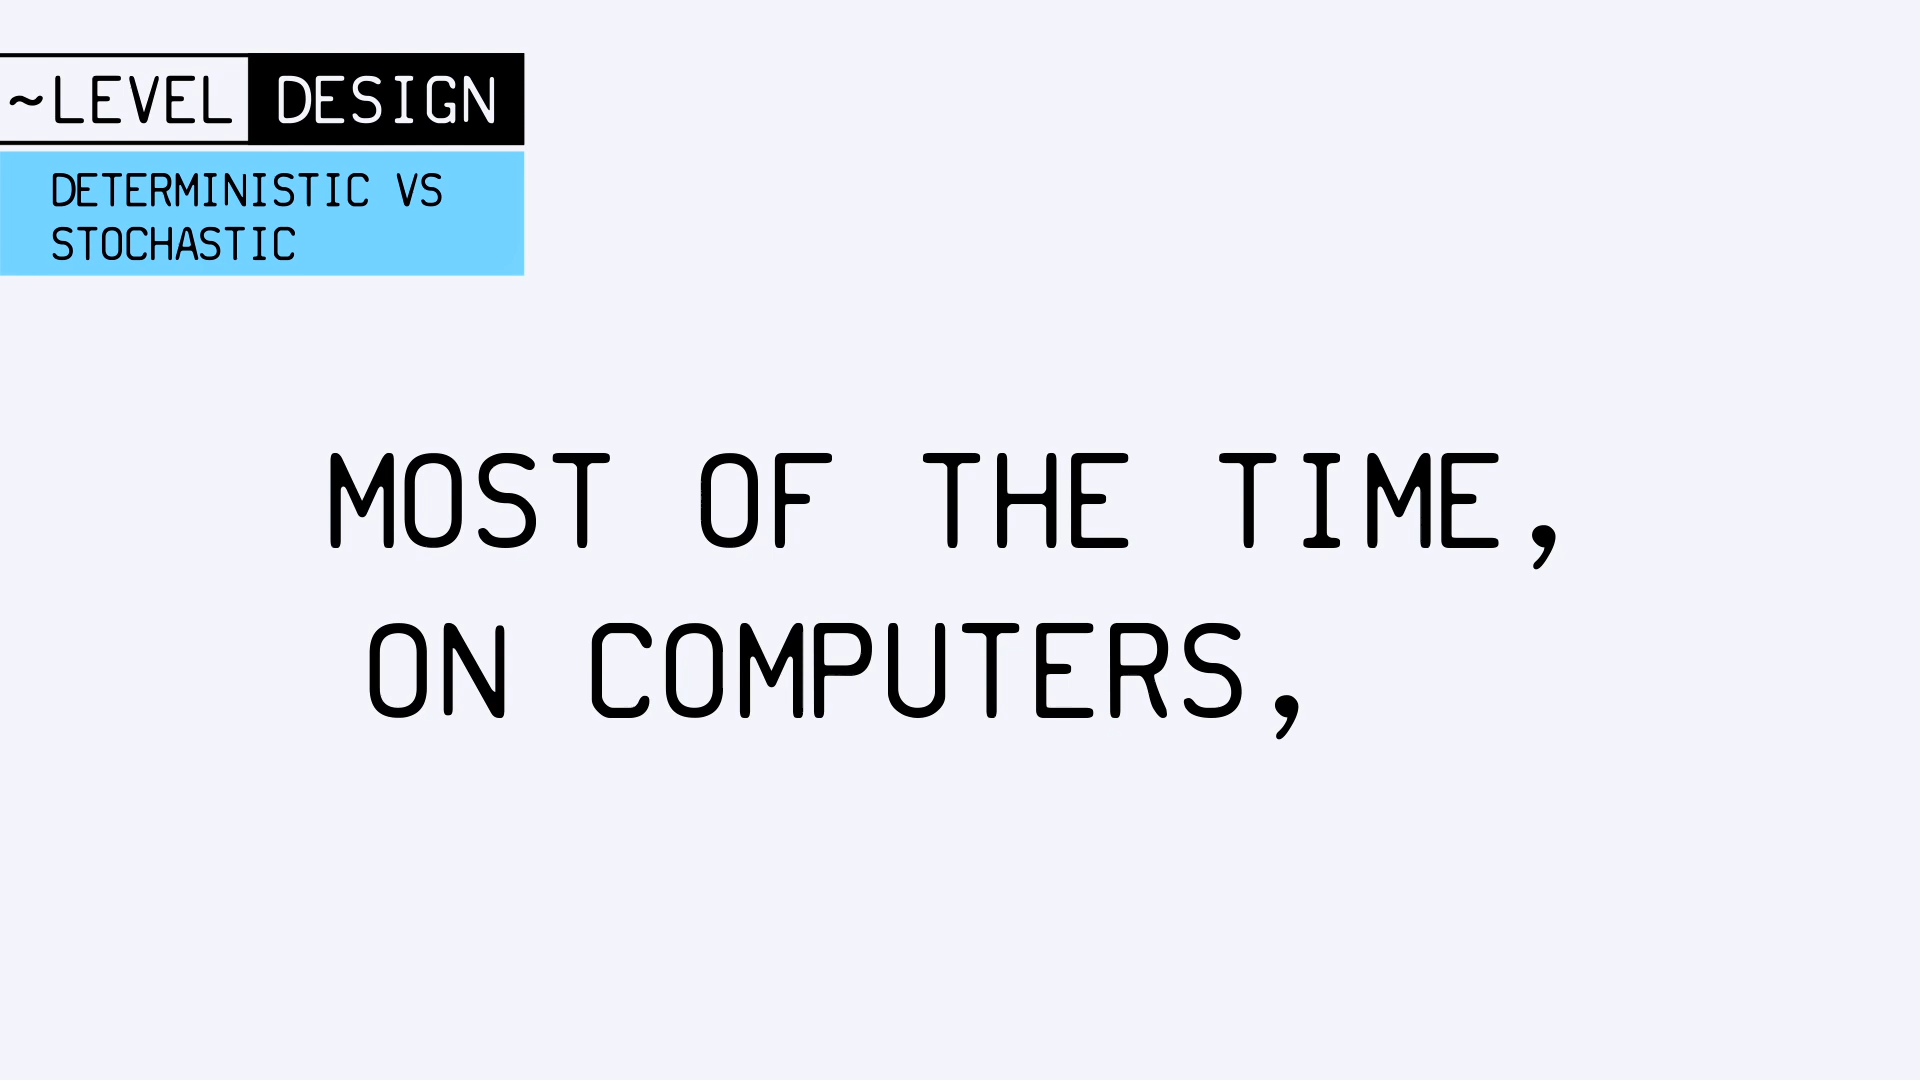 ~LEVEL DESIGN
DETERMINISTIC VS
STOCHASTIC
MOST OF THE TIME,
ON COMPUTERS,